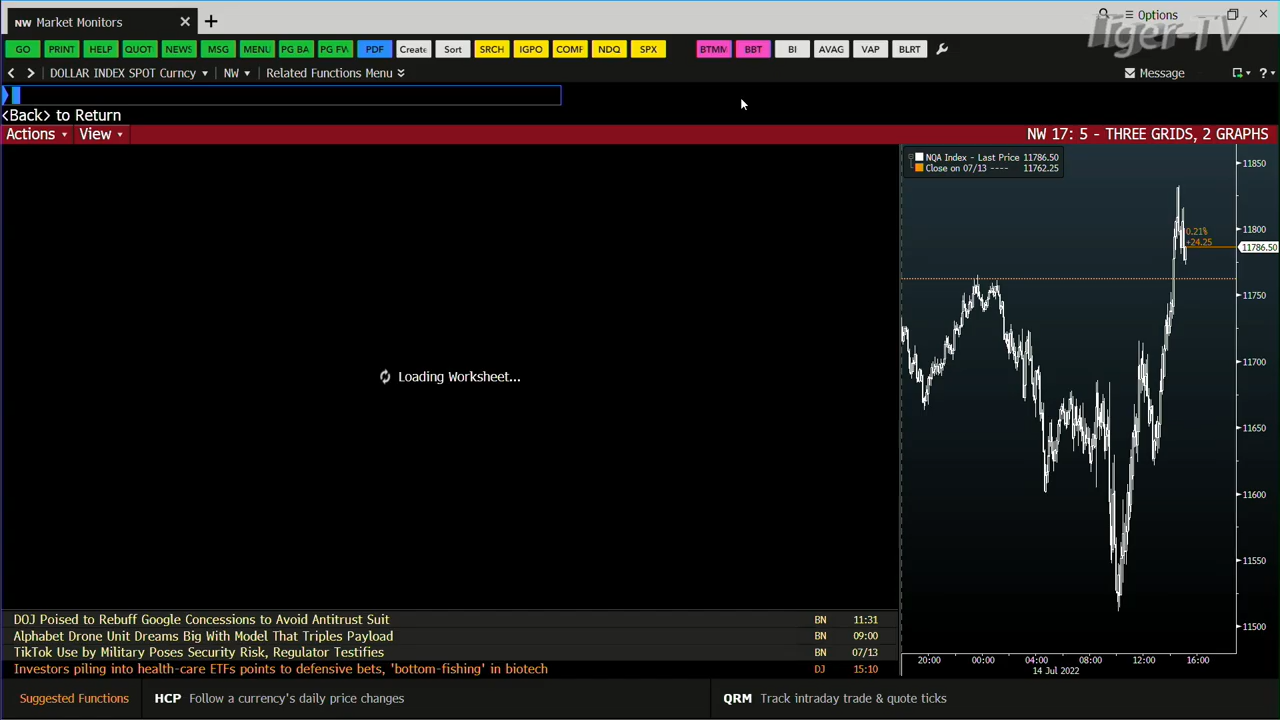 NW Market Monitors
Options
Tiger-TV
GO PRINT HELP QUOT NEWS MSG MENU PG BA PG FW PDF Create Sort SRCH IGPO COMF NDQ SPX BTMM BBT BI AVAG VAP BLRT
DOLLAR INDEX SPOT Curncy NW Related Functions Menu Message
<Back> to Return
Actions View NW 17: 5 - THREE GRIDS, 2 GRAPHS
NQA Index - Last Price 11786.50
Close on 07/13 ---- 11762.25
11850
11800
0.21%
+24.25
11786.50
11750
11700
11650
11600
11550
11500
20:00 00:00 04:00 08:00 12:00 16:00
14 Jul 2022
Loading Worksheet...
DOJ Poised to Rebuff Google Concessions to Avoid Antitrust Suit BN 11:31
Alphabet Drone Unit Dreams Big With Model That Triples Payload BN 09:00
TikTok Use by Military Poses Security Risk, Regulator Testifies BN 07/13
Investors piling into health-care ETFs points to defensive bets, 'bottom-fishing' in biotech DJ 15:10
Suggested Functions HCP Follow a currency's daily price changes QRM Track intraday trade & quote ticks